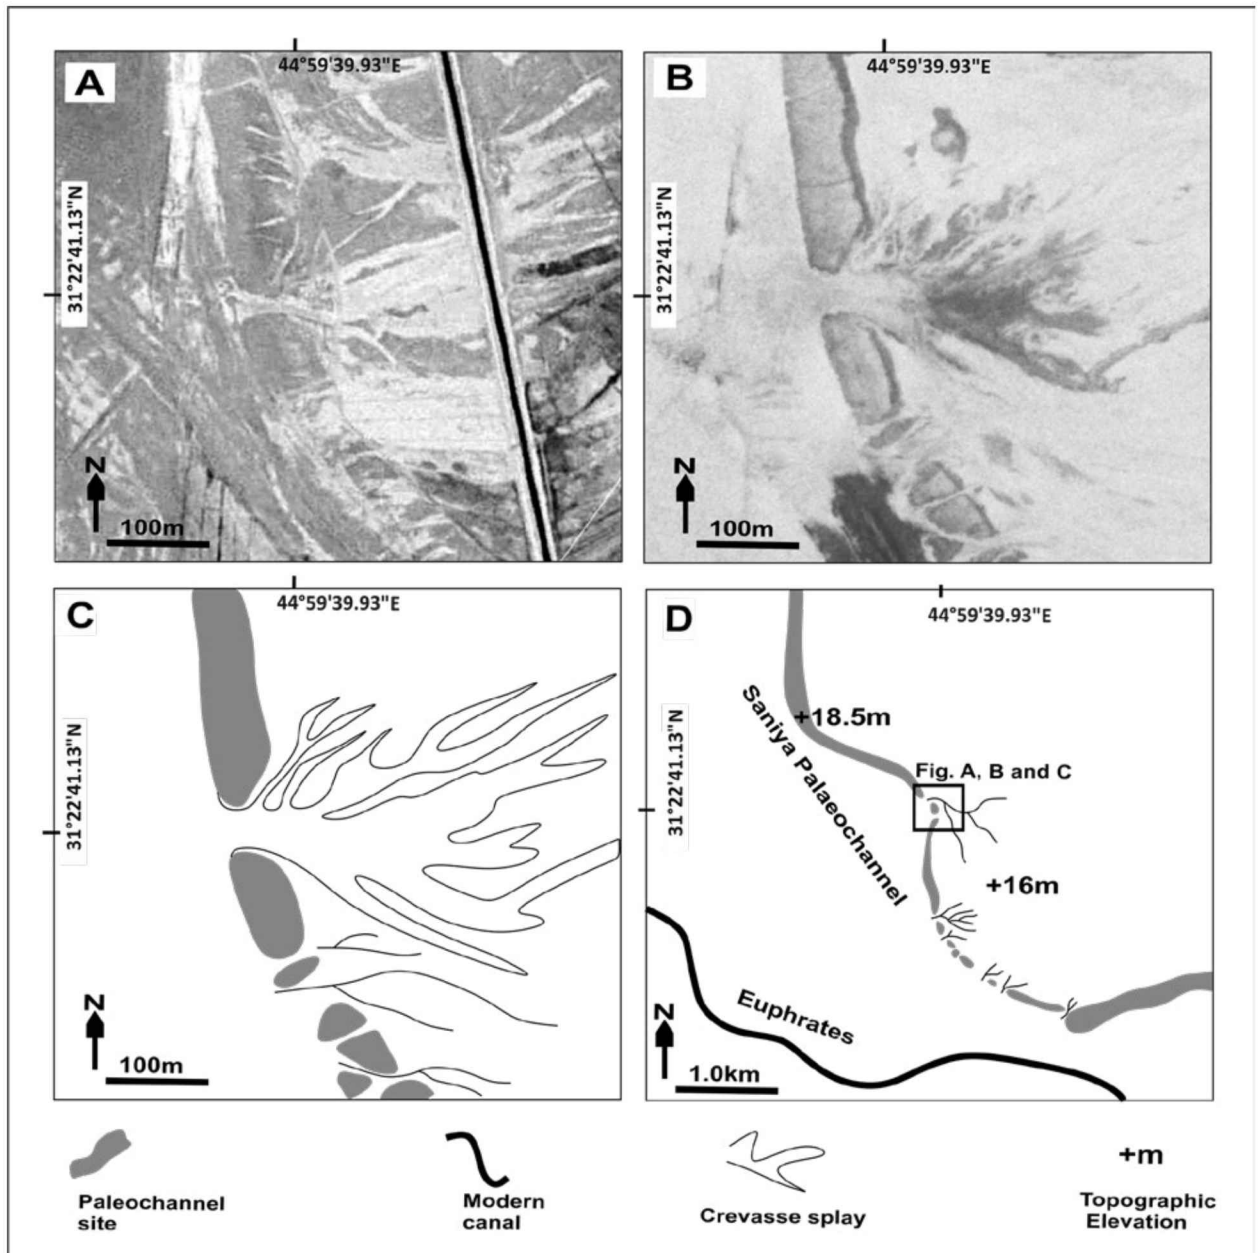 A
44°59'39.93"E
31°22'41.13"N
N
100m
B
44°59'39.93"E
31°22'41.13"N
N
100m
C
44°59'39.93"E
31°22'41.13"N
N
100m
D
44°59'39.93"E
31°22'41.13"N
Saniya Palaeochannel
+18.5m
Fig. A, B and C
+16m
Euphrates
N
1.0km
Paleochannel
site
Modern
canal
Crevasse splay
+m
Topographic
Elevation